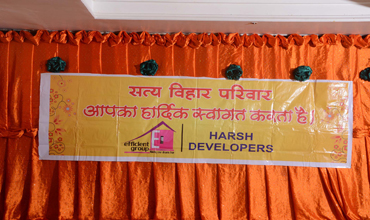 सत्य विहार परिवार
आपका हार्दिक स्वागत करता है।
efficient group
HARSH
DEVELOPERS